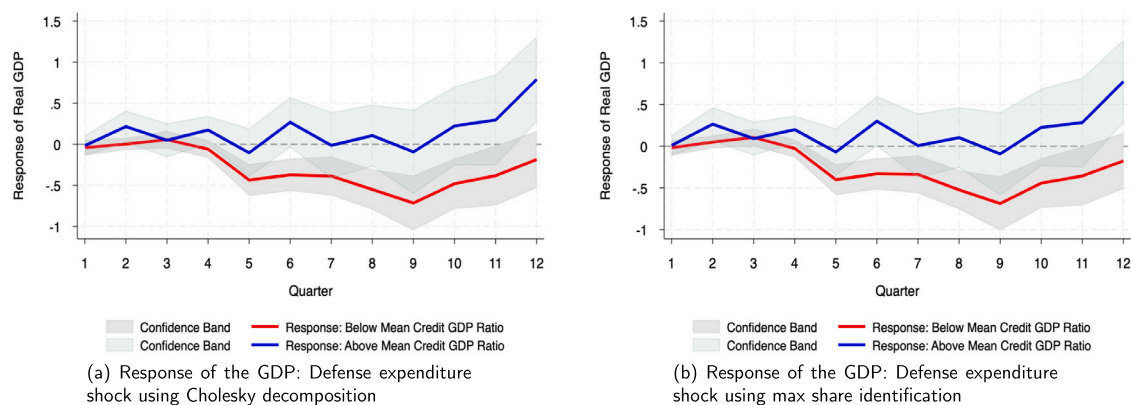 Response of Real GDP
1.5
1
.5
0
-.5
-1
1 2 3 4 5 6 7 8 9 10 11 12
Quarter
Confidence Band Response: Below Mean Credit GDP Ratio
Confidence Band Response: Above Mean Credit GDP Ratio
(a) Response of the GDP: Defense expenditure
shock using Cholesky decomposition
Response of Real GDP
1.5
1
.5
0
-.5
-1
1 2 3 4 5 6 7 8 9 10 11 12
Quarter
Confidence Band Response: Below Mean Credit GDP Ratio
Confidence Band Response: Above Mean Credit GDP Ratio
(b) Response of the GDP: Defense expenditure
shock using max share identification